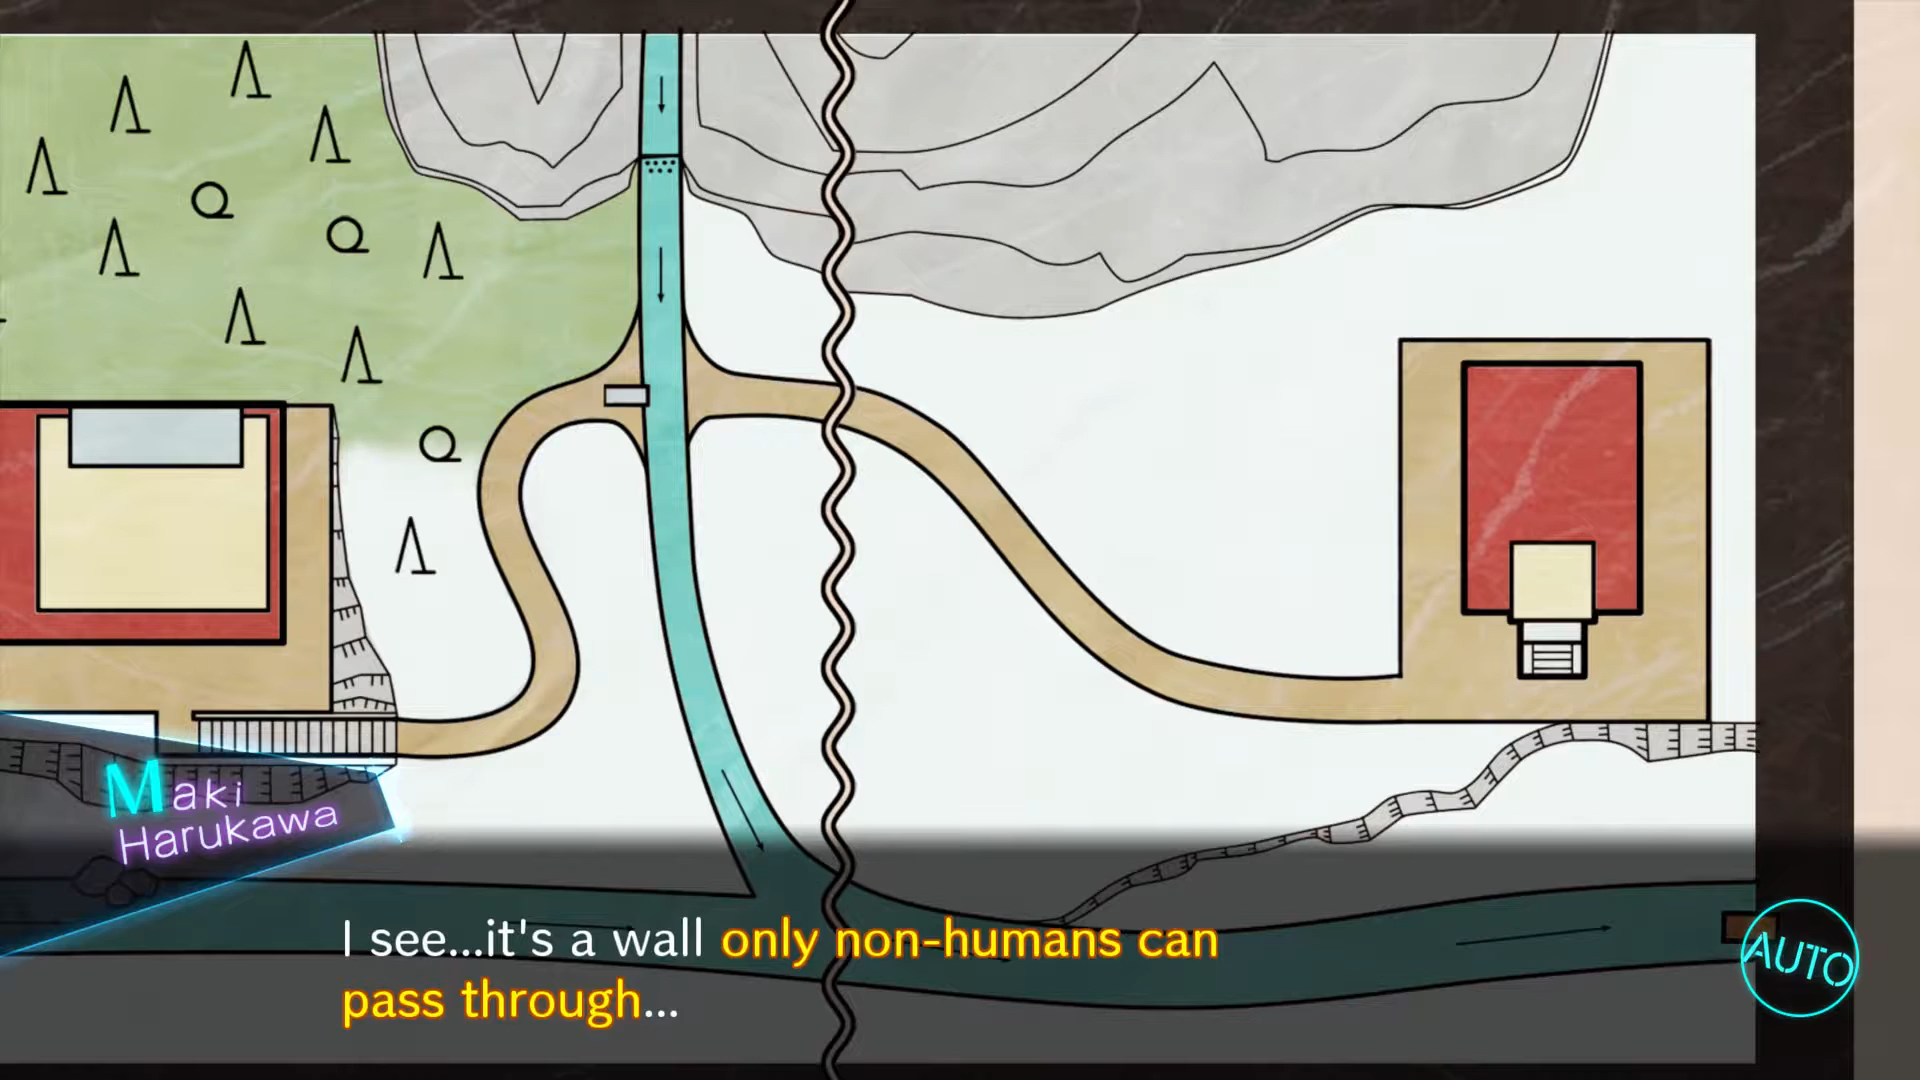 Maki
Harukawa
I see...it's a wall only non-humans can
pass through...
AUTO